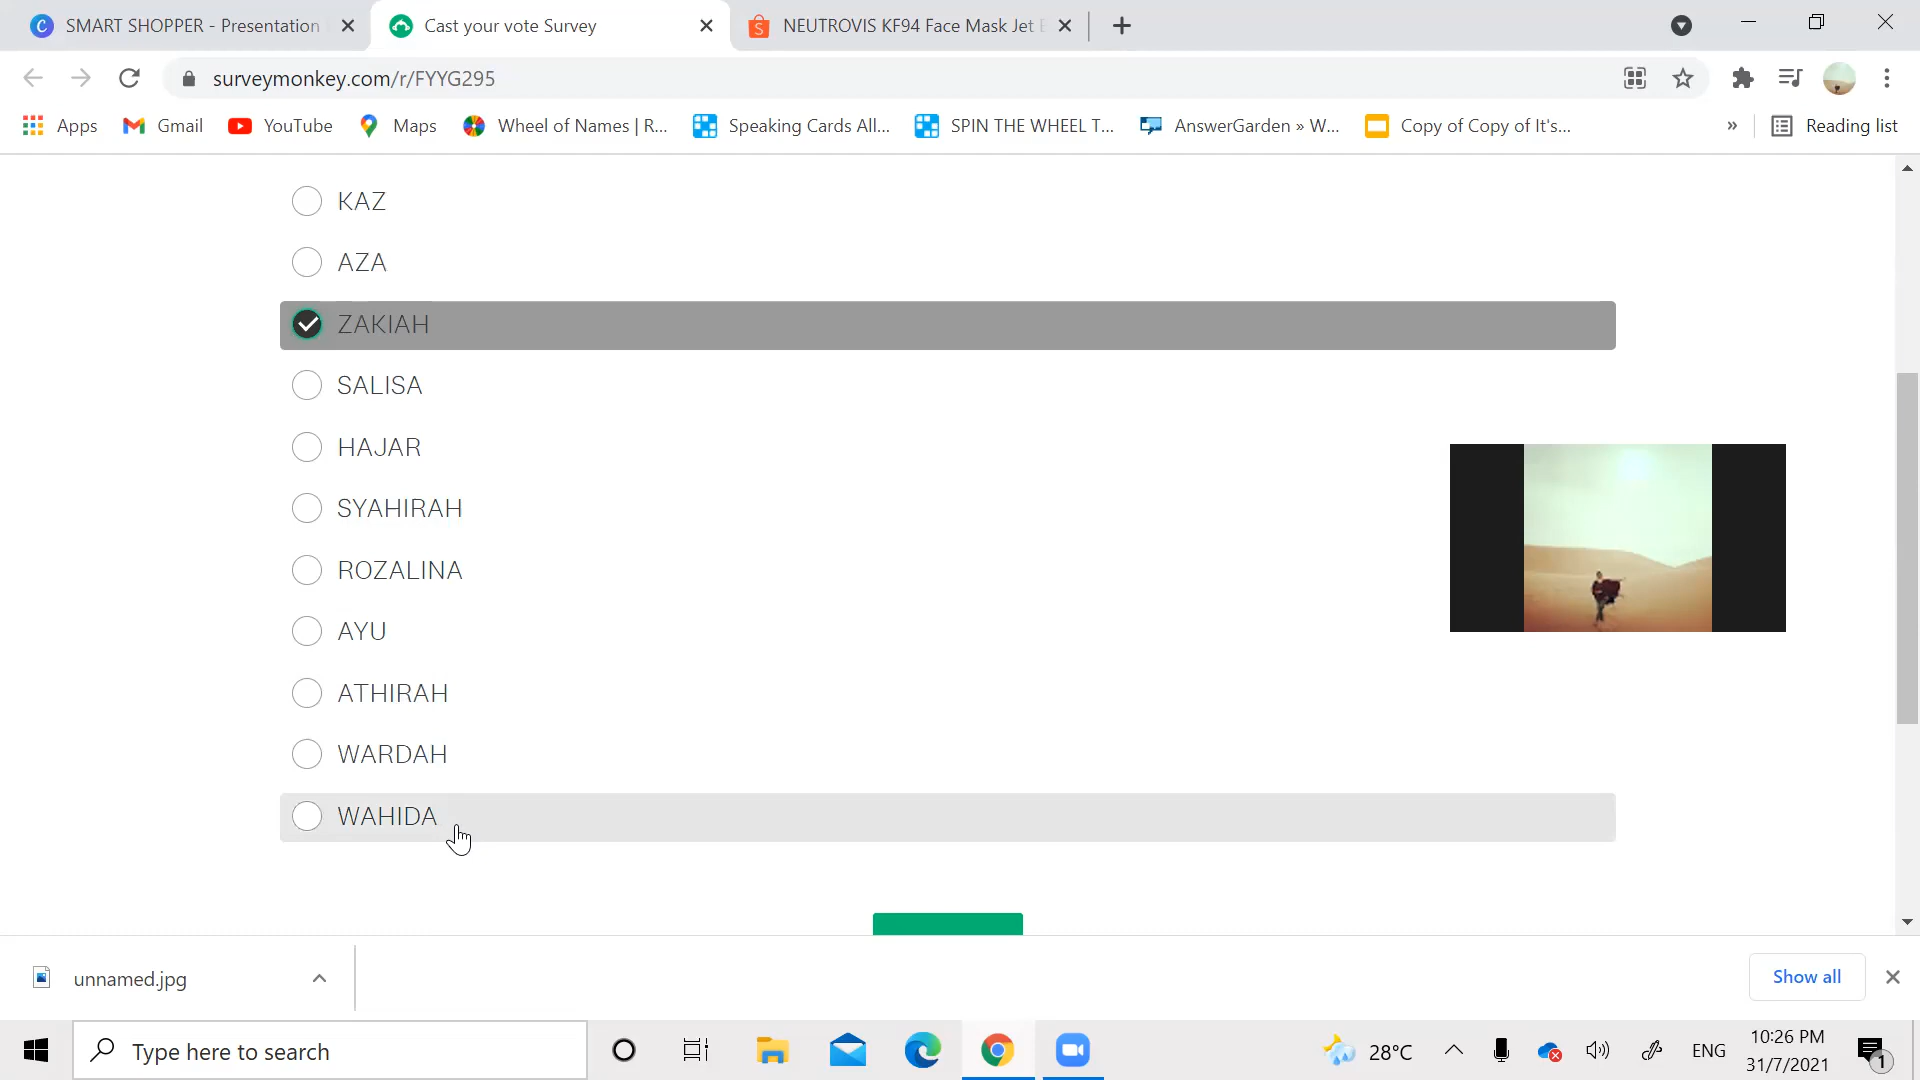 SMART SHOPPER - Presentation
Cast your vote Survey
NEUTROVIS KF94 Face Mask Jet
surveymonkey.com/r/FYYG295
Apps
Gmail
YouTube
Maps
Wheel of Names | R...
Speaking Cards All...
SPIN THE WHEEL T...
AnswerGarden » W...
Copy of Copy of It's...
»
Reading list
KAZ
AZA
ZAKIAH
SALISA
HAJAR
SYAHIRAH
ROZALINA
AYU
ATHIRAH
WARDAH
WAHIDA
unnamed.jpg
Show all
Type here to search
28°C
ENG
10:26 PM
31/7/2021
1